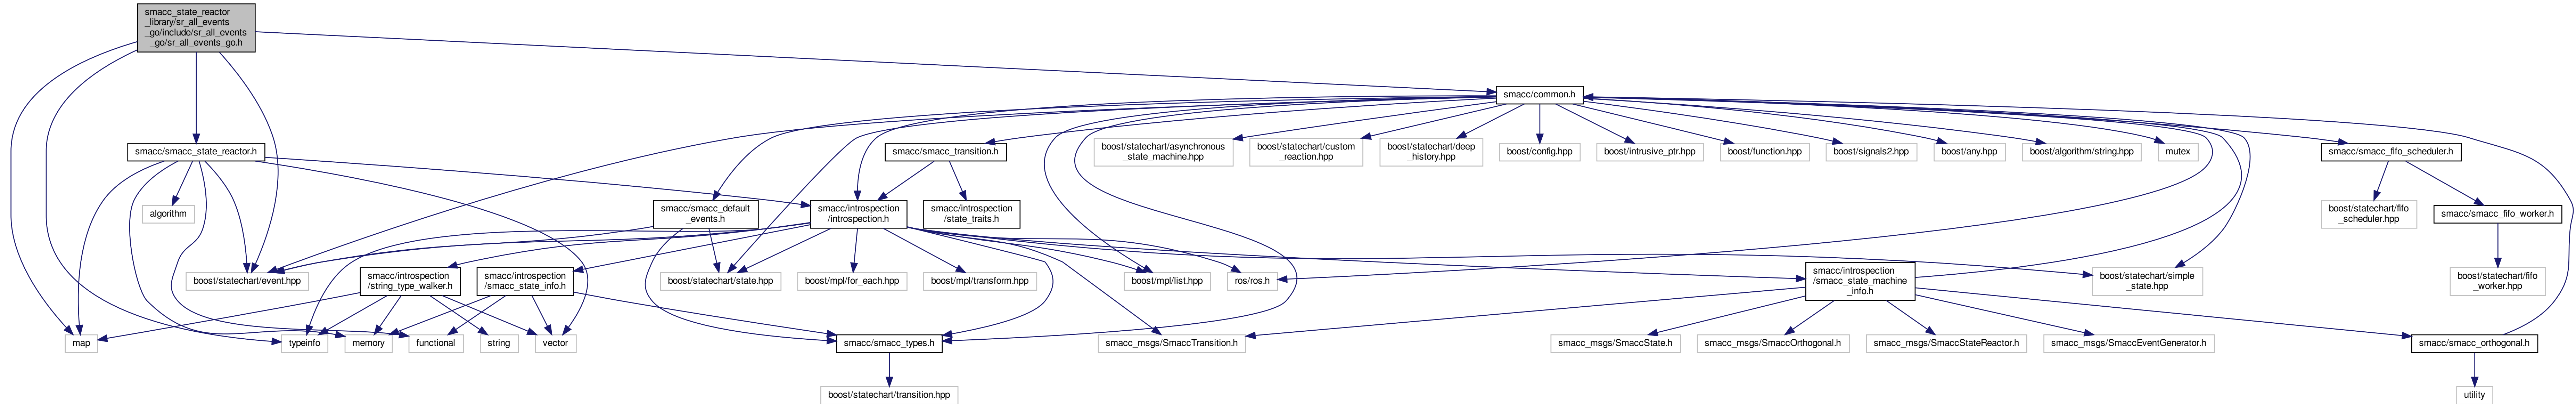 smacc_state_reactor
_library/sr_all_events
_go/include/sr_all_events
_go/sr_all_events_go.h
smacc/common.h
smacc/smacc_state_reactor.h
smacc/smacc_transition.h
boost/statechart/asynchronous
_state_machine.hpp
boost/statechart/custom
_reaction.hpp
boost/statechart/deep
_history.hpp
boost/config.hpp
boost/intrusive_ptr.hpp
boost/function.hpp
boost/signals2.hpp
boost/any.hpp
boost/algorithm/string.hpp
mutex
smacc/smacc_fifo_scheduler.h
algorithm
smacc/smacc_default
_events.h
smacc/introspection
/introspection.h
smacc/introspection
/state_traits.h
boost/statechart/fifo
_scheduler.hpp
smacc/smacc_fifo_worker.h
boost/statechart/event.hpp
smacc/introspection
/string_type_walker.h
smacc/introspection
/smacc_state_info.h
boost/statechart/state.hpp
boost/mpl/for_each.hpp
boost/mpl/transform.hpp
boost/mpl/list.hpp
ros/ros.h
smacc/introspection
/smacc_state_machine
_info.h
boost/statechart/simple
_state.hpp
boost/statechart/fifo
_worker.hpp
map
typeinfo
memory
functional
string
vector
smacc/smacc_types.h
smacc_msgs/SmaccTransition.h
smacc_msgs/SmaccState.h
smacc_msgs/SmaccOrthogonal.h
smacc_msgs/SmaccStateReactor.h
smacc_msgs/SmaccEventGenerator.h
smacc/smacc_orthogonal.h
boost/statechart/transition.hpp
utility